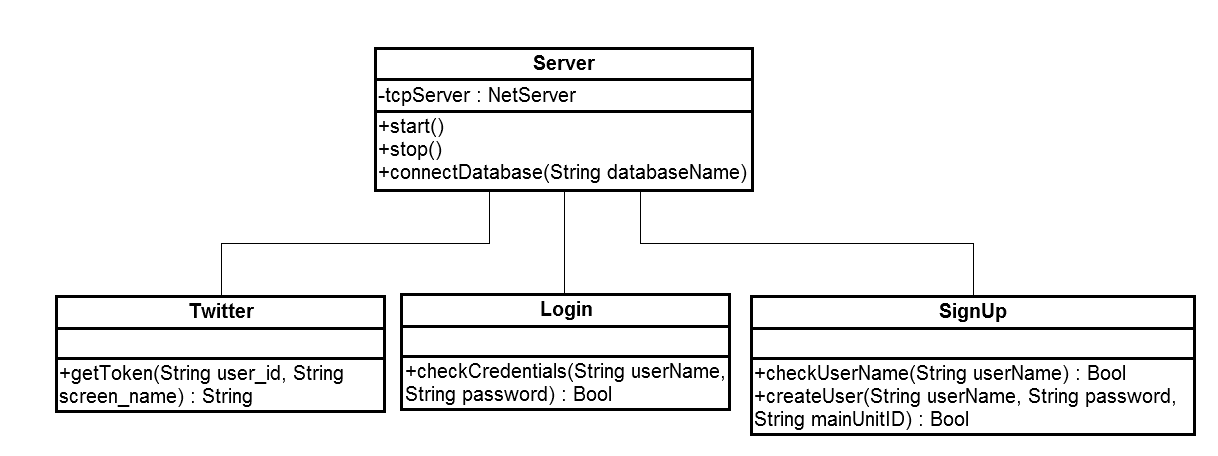 Server
-tcpServer : NetServer
+start()
+stop()
+connectDatabase(String databaseName)
Twitter
+getToken(String user_id, String
screen_name) : String
Login
+checkCredentials(String userName,
String password) : Bool
SignUp
+checkUserName(String userName) : Bool
+createUser(String userName, String password,
String mainUnitID) : Bool